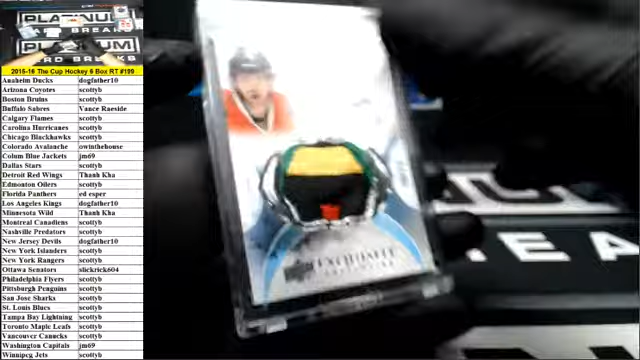 PLATINUM
PLATINUM
2015-16 The Cup Hockey 6 Box RT #199
Anaheim Ducks dogfather10
Arizona Coyotes scottyb
Boston Bruins scottyb
Buffalo Sabres Vance Raeside
Calgary Flames scottyb
Carolina Hurricanes scottyb
Chicago Blackhawks scottyb
Colorado Avalanche owinthehouse
Colum Blue Jackets jm69
Dallas Stars scottyb
Detroit Red Wings Thanh Kha
Edmonton Oilers scottyb
Florida Panthers ed esper
Los Angeles Kings dogfather10
Minnesota Wild Thanh Kha
Montreal Canadiens scottyb
Nashville Predators scottyb
New Jersey Devils dogfather10
New York Islanders scottyb
New York Rangers scottyb
Ottawa Senators slickrick604
Philadelphia Flyers scottyb
Pittsburgh Penguins scottyb
San Jose Sharks scottyb
St. Louis Blues scottyb
Tampa Bay Lightning scottyb
Toronto Maple Leafs scottyb
Vancouver Canucks scottyb
Washington Capitals jm69
Winnipeg Jets scottyb
EXQUISITE